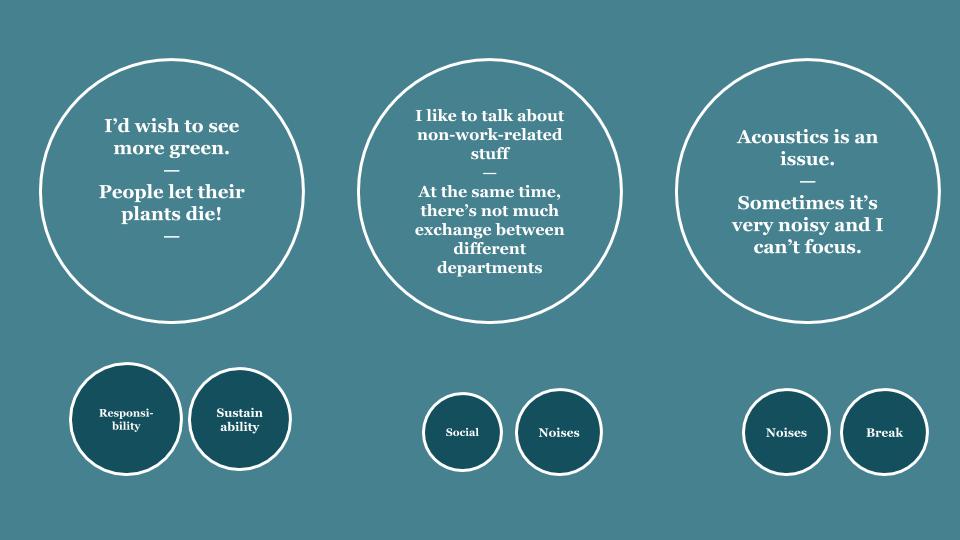 I’d wish to see
more green.
—
People let their
plants die!
—
I like to talk about
non-work-related
stuff
—
At the same time,
there’s not much
exchange between
different
departments
Acoustics is an
issue.
—
Sometimes it’s
very noisy and I
can’t focus.
Responsi-
bility
Sustain
ability
Social
Noises
Noises
Break